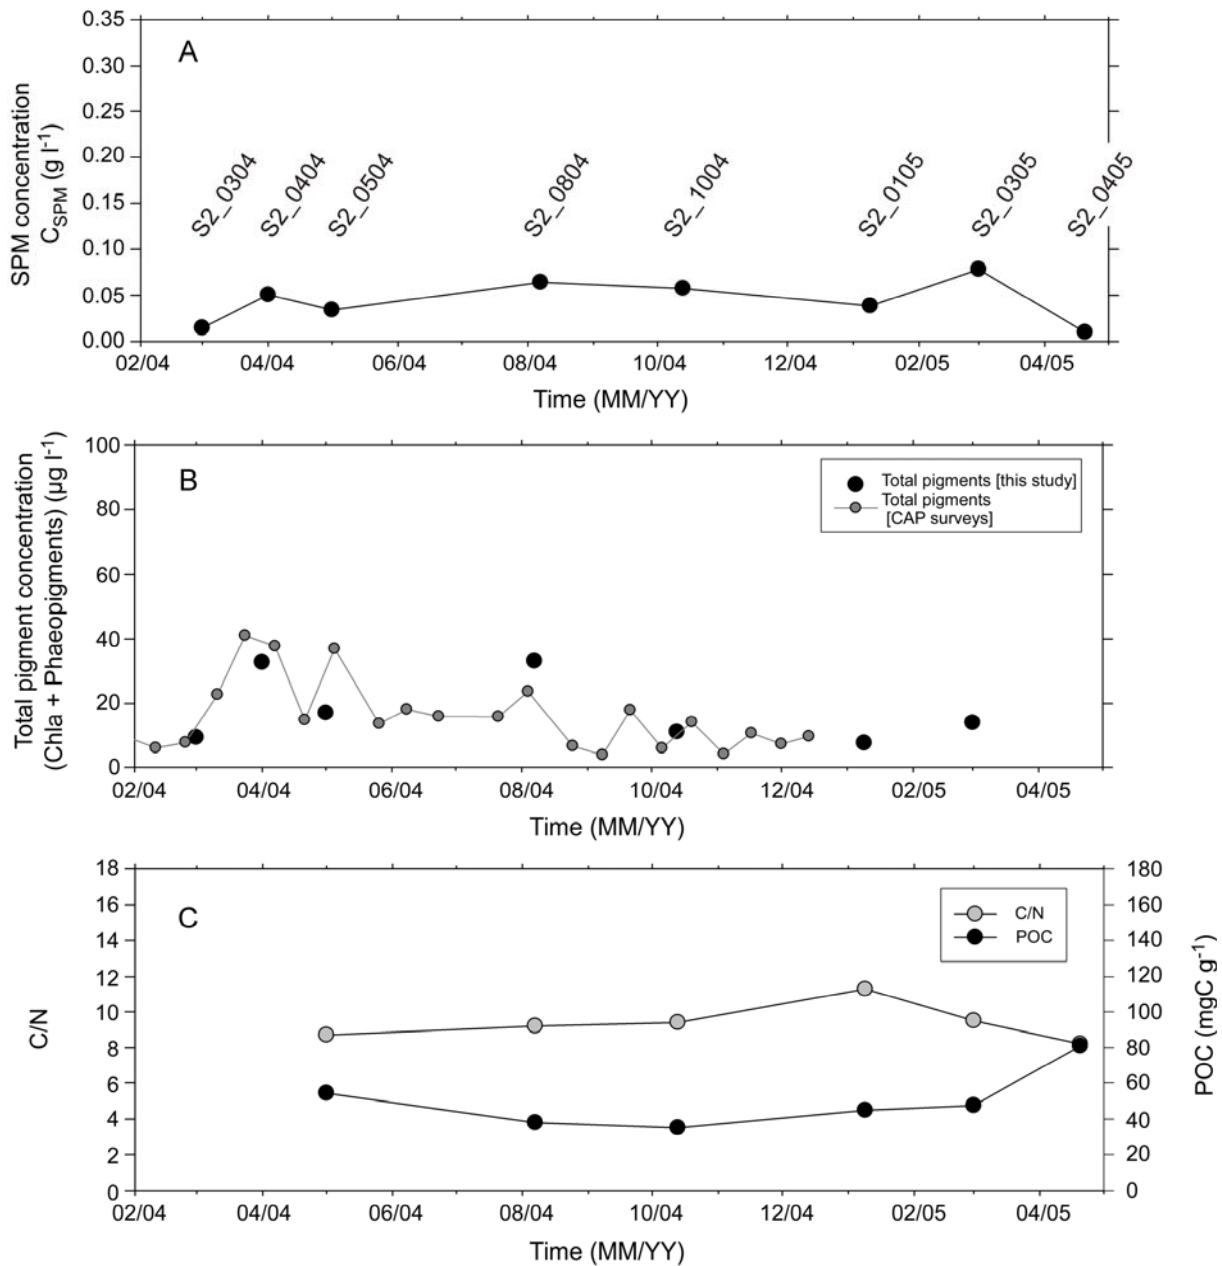 A
SPM concentration
C_SPM (g l⁻¹)
0.35
0.30
0.25
0.20
0.15
0.10
0.05
0.00
S2_0304
S2_0404
S2_0504
S2_0804
S2_1004
S2_0105
S2_0305
S2_0405
02/04 04/04 06/04 08/04 10/04 12/04 02/05 04/05
Time (MM/YY)
B
Total pigment concentration
(Chla + Phaeopigments) (µg l⁻¹)
100
80
60
40
20
0
Total pigments [this study]
Total pigments
[CAP surveys]
02/04 04/04 06/04 08/04 10/04 12/04 02/05 04/05
Time (MM/YY)
C
C/N
18
16
14
12
10
8
6
4
2
0
C/N
POC
180
160
140
120
100
80
60
40
20
0
POC (mgC g⁻¹)
02/04 04/04 06/04 08/04 10/04 12/04 02/05 04/05
Time (MM/YY)